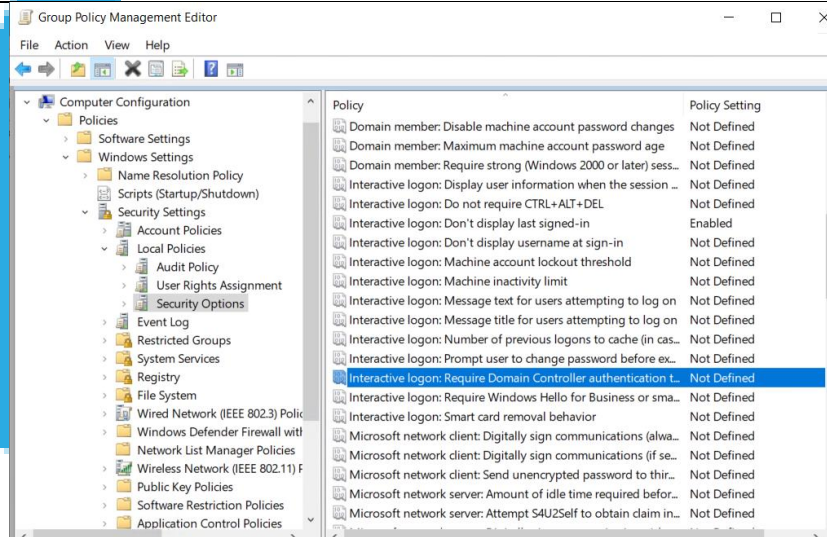 Group Policy Management Editor
File Action View Help
Computer Configuration
Policies
Software Settings
Windows Settings
Name Resolution Policy
Scripts (Startup/Shutdown)
Security Settings
Account Policies
Local Policies
Audit Policy
User Rights Assignment
Security Options
Event Log
Restricted Groups
System Services
Registry
File System
Wired Network (IEEE 802.3) Polic
Windows Defender Firewall with
Network List Manager Policies
Wireless Network (IEEE 802.11) P
Public Key Policies
Software Restriction Policies
Application Control Policies
Policy Policy Setting
Domain member: Disable machine account password changes Not Defined
Domain member: Maximum machine account password age Not Defined
Domain member: Require strong (Windows 2000 or later) sess... Not Defined
Interactive logon: Display user information when the session ... Not Defined
Interactive logon: Do not require CTRL+ALT+DEL Not Defined
Interactive logon: Don't display last signed-in Enabled
Interactive logon: Don't display username at sign-in Not Defined
Interactive logon: Machine account lockout threshold Not Defined
Interactive logon: Machine inactivity limit Not Defined
Interactive logon: Message text for users attempting to log on Not Defined
Interactive logon: Message title for users attempting to log on Not Defined
Interactive logon: Number of previous logons to cache (in cas... Not Defined
Interactive logon: Prompt user to change password before ex... Not Defined
Interactive logon: Require Domain Controller authentication t... Not Defined
Interactive logon: Require Windows Hello for Business or sma... Not Defined
Interactive logon: Smart card removal behavior Not Defined
Microsoft network client: Digitally sign communications (alwa... Not Defined
Microsoft network client: Digitally sign communications (if se... Not Defined
Microsoft network client: Send unencrypted password to thir... Not Defined
Microsoft network server: Amount of idle time required befor... Not Defined
Microsoft network server: Attempt S4U2Self to obtain claim in... Not Defined